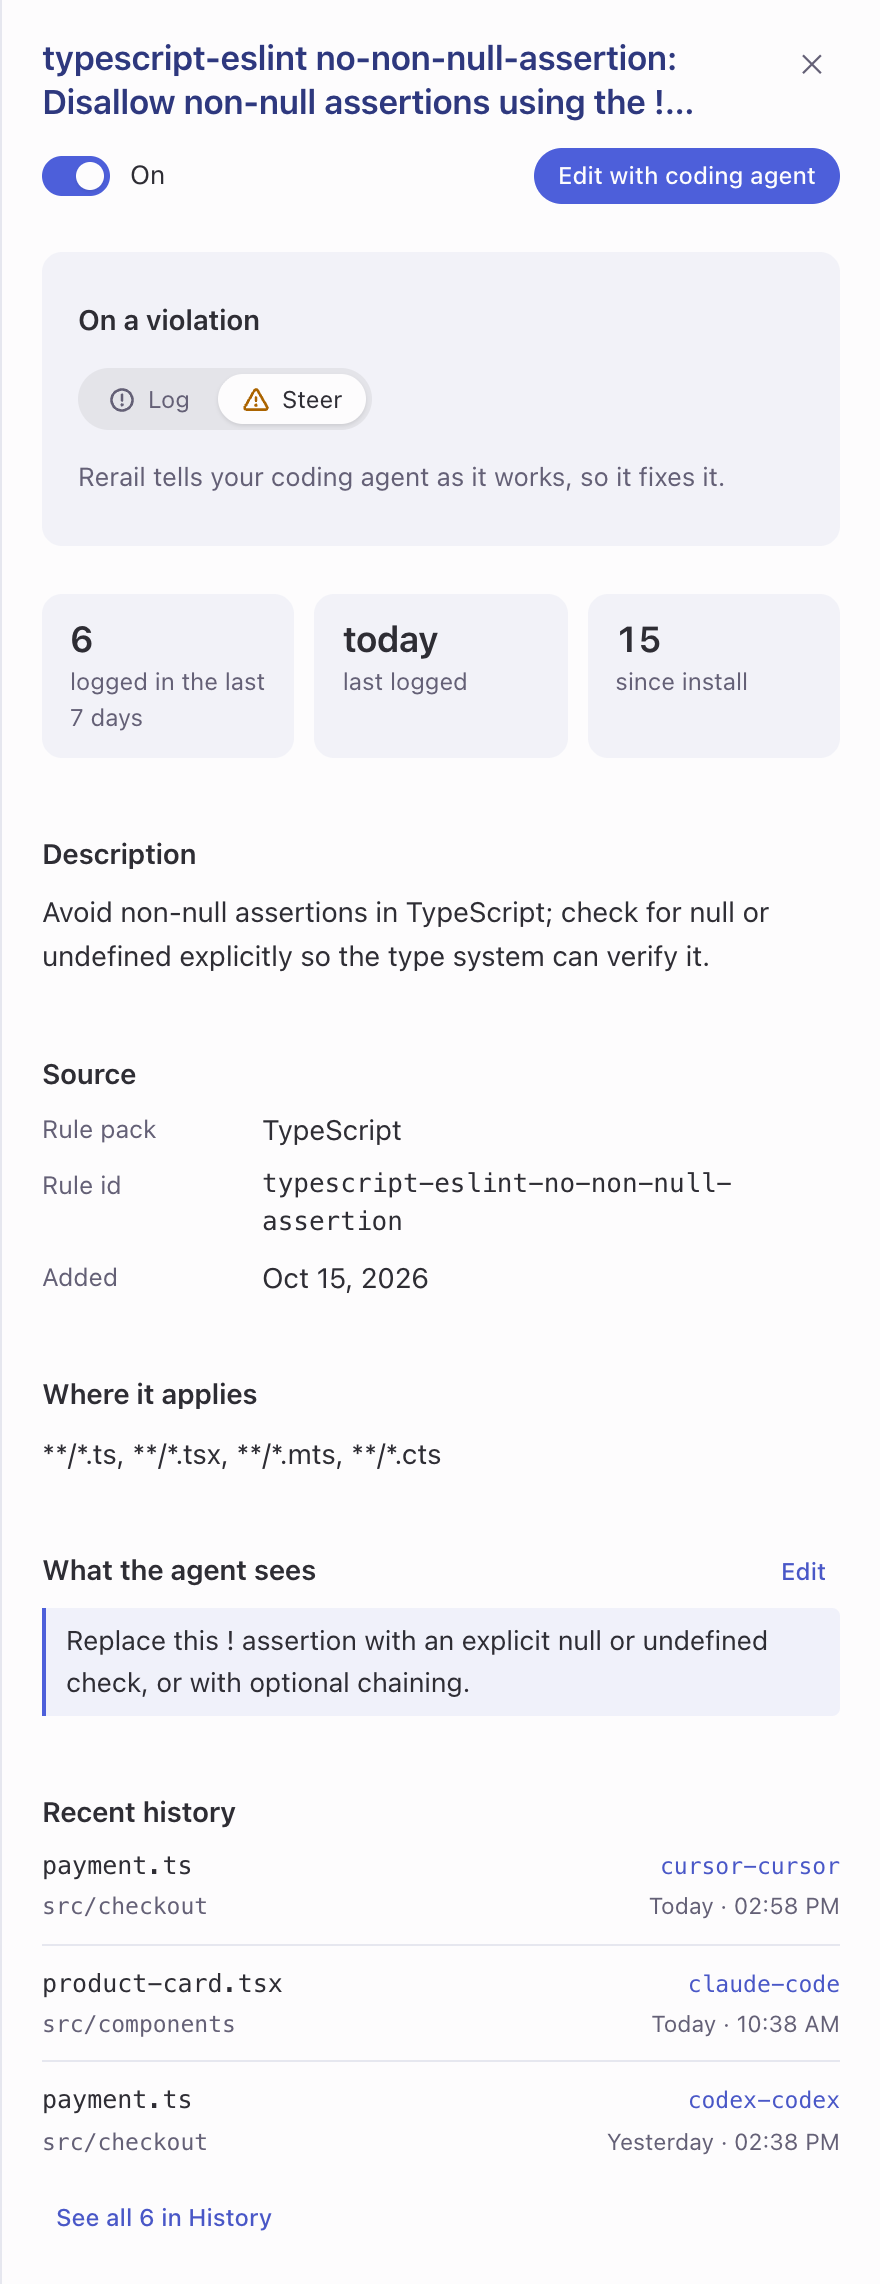 typescript-eslint no-non-null-assertion:
Disallow non-null assertions using the !...
On
Edit with coding agent
On a violation
Log
Steer
Rerail tells your coding agent as it works, so it fixes it.
6
logged in the last
7 days
today
last logged
15
since install
Description
Avoid non-null assertions in TypeScript; check for null or
undefined explicitly so the type system can verify it.
Source
Rule pack
TypeScript
Rule id
typescript-eslint-no-non-null-
assertion
Added
Oct 15, 2026
Where it applies
**/*.ts, **/*.tsx, **/*.mts, **/*.cts
What the agent sees
Edit
Replace this ! assertion with an explicit null or undefined
check, or with optional chaining.
Recent history
payment.ts
cursor-cursor
src/checkout
Today · 02:58 PM
product-card.tsx
claude-code
src/components
Today · 10:38 AM
payment.ts
codex-codex
src/checkout
Yesterday · 02:38 PM
See all 6 in History